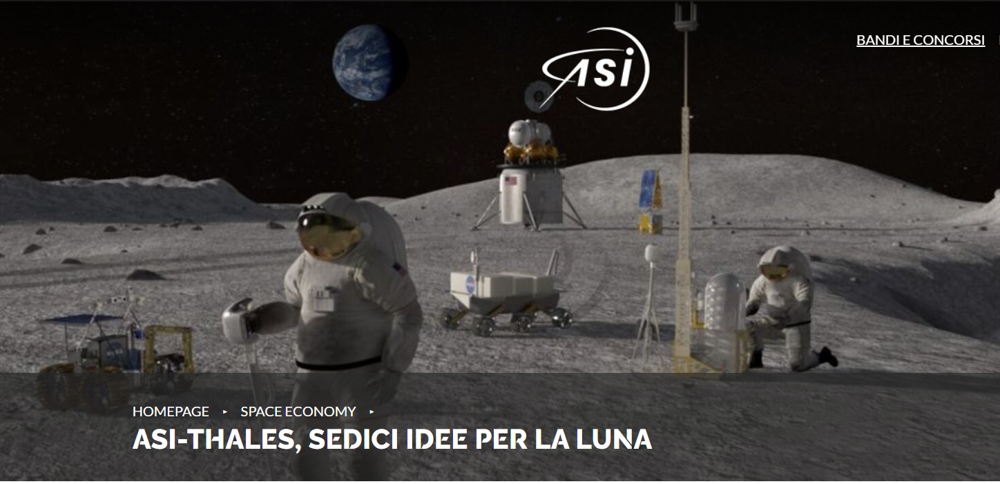 ASI
BANDI E CONCORSI
HOMEPAGE ▸ SPACE ECONOMY ▸
ASI-THALES, SEDICI IDEE PER LA LUNA